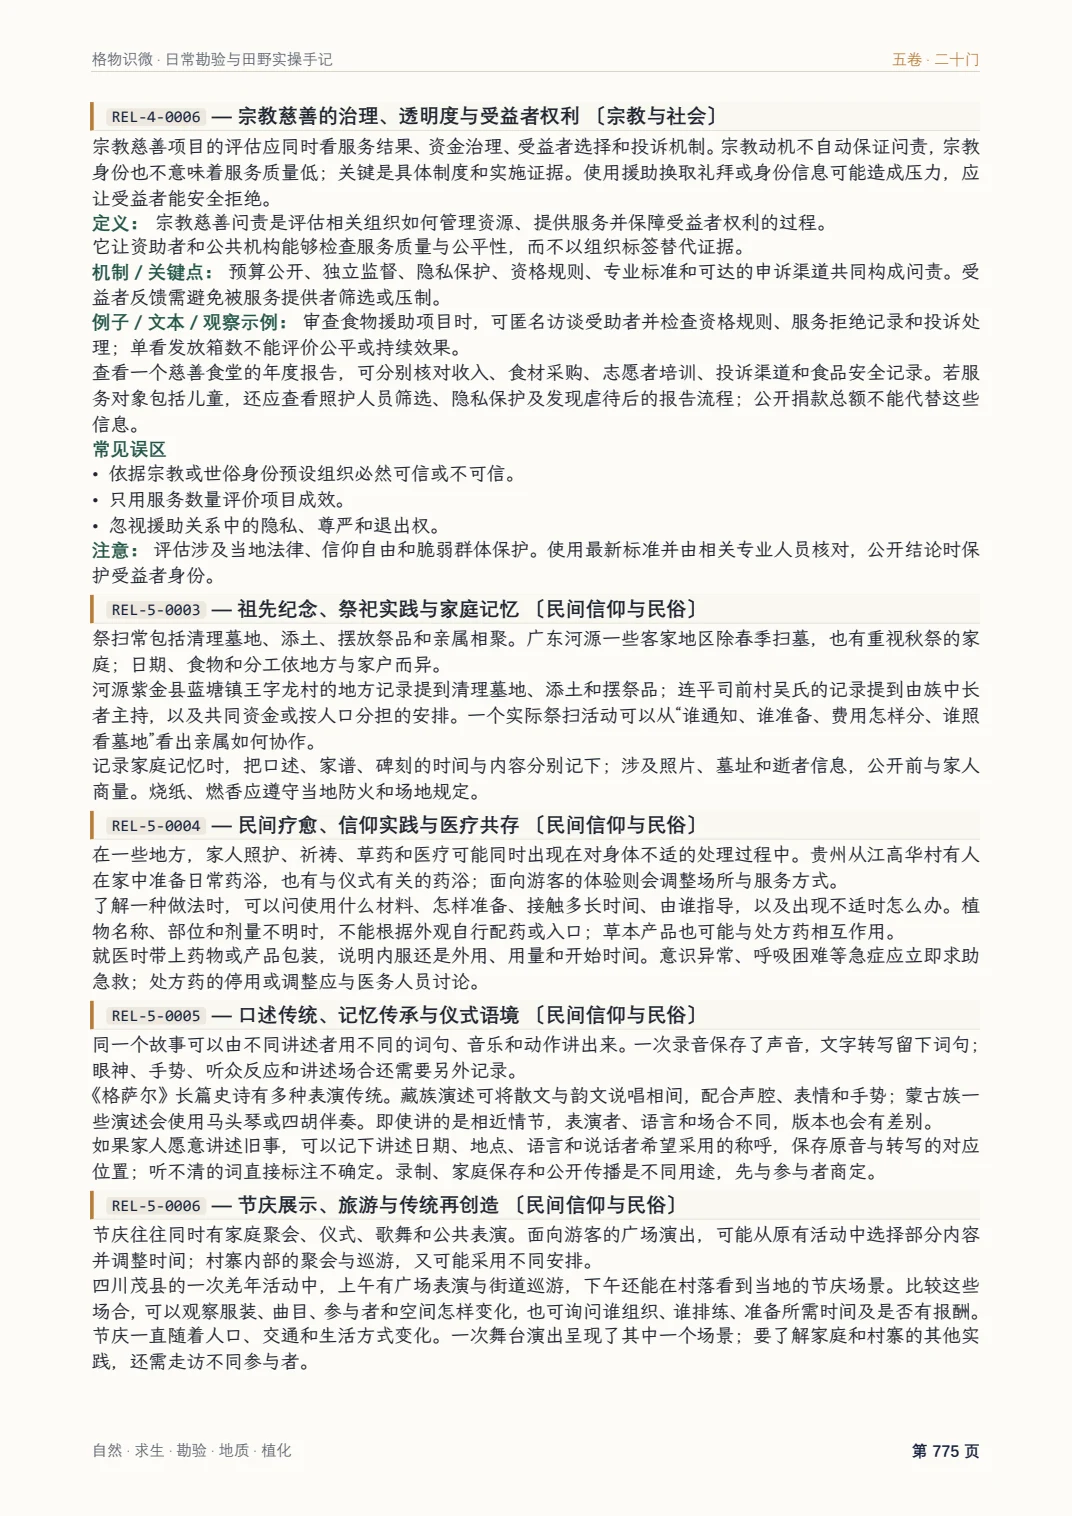 格物识微 · 日常勘验与田野实操手记
五卷 · 二十门
REL-4-0006 — 宗教慈善的治理、透明度与受益者权利 〔宗教与社会〕
宗教慈善项目的评估应同时看服务结果、资金治理、受益者选择和投诉机制。宗教动机不自动保证问责，宗教
身份也不意味着服务质量低；关键是具体制度和实施证据。使用援助换取礼拜或身份信息可能造成压力，应
让受益者能安全拒绝。
定义： 宗教慈善问责是评估相关组织如何管理资源、提供服务并保障受益者权利的过程。
它让资助者和公共机构能够检查服务质量与公平性，而不以组织标签替代证据。
机制 / 关键点： 预算公开、独立监督、隐私保护、资格规则、专业标准和可达的申诉渠道共同构成问责。受
益者反馈需避免被服务提供者筛选或压制。
例子 / 文本 / 观察示例： 审查食物援助项目时，可匿名访谈受助者并检查资格规则、服务拒绝记录和投诉处
理；单看发放箱数不能评价公平或持续效果。
查看一个慈善食堂的年度报告，可分别核对收入、食材采购、志愿者培训、投诉渠道和食品安全记录。若服
务对象包括儿童，还应查看照护人员筛选、隐私保护及发现虐待后的报告流程；公开捐款总额不能代替这些
信息。
常见误区
• 依据宗教或世俗身份预设组织必然可信或不可信。
• 只用服务数量评价项目成效。
• 忽视援助关系中的隐私、尊严和退出权。
注意： 评估涉及当地法律、信仰自由和脆弱群体保护。使用最新标准并由相关专业人员核对，公开结论时保
护受益者身份。
REL-5-0003 — 祖先纪念、祭祀实践与家庭记忆 〔民间信仰与民俗〕
祭扫常包括清理墓地、添土、摆放祭品和亲属相聚。广东河源一些客家地区除春季扫墓，也有重视秋祭的家
庭；日期、食物和分工依地方与家户而异。
河源紫金县蓝塘镇王字龙村的地方记录提到清理墓地、添土和摆祭品；连平司前村吴氏的记录提到由族中长
者主持，以及共同资金或按人口分担的安排。一个实际祭扫活动可以从“谁通知、谁准备、费用怎样分、谁照
看墓地”看出亲属如何协作。
记录家庭记忆时，把口述、家谱、碑刻的时间与内容分别记下；涉及照片、墓址和逝者信息，公开前与家人
商量。烧纸、燃香应遵守当地防火和场地规定。
REL-5-0004 — 民间疗愈、信仰实践与医疗共存 〔民间信仰与民俗〕
在一些地方，家人照护、祈祷、草药和医疗可能同时出现在对身体不适的处理过程中。贵州从江高华村有人
在家中准备日常药浴，也有与仪式有关的药浴；面向游客的体验则会调整场所与服务方式。
了解一种做法时，可以问使用什么材料、怎样准备、接触多长时间、由谁指导，以及出现不适时怎么办。植
物名称、部位和剂量不明时，不能根据外观自行配药或入口；草本产品也可能与处方药相互作用。
就医时带上药物或产品包装，说明内服还是外用、用量和开始时间。意识异常、呼吸困难等急症应立即求助
急救；处方药的停用或调整应与医务人员讨论。
REL-5-0005 — 口述传统、记忆传承与仪式语境 〔民间信仰与民俗〕
同一个故事可以由不同讲述者用不同的词句、音乐和动作讲出来。一次录音保存了声音，文字转写留下词句；
眼神、手势、听众反应和讲述场合还需要另外记录。
《格萨尔》长篇史诗有多种表演传统。藏族演述可将散文与韵文说唱相间，配合声腔、表情和手势；蒙古族一
些演述会使用马头琴或四胡伴奏。即使讲的是相近情节，表演者、语言和场合不同，版本也会有差别。
如果家人愿意讲述旧事，可以记下讲述日期、地点、语言和说话者希望采用的称呼，保存原音与转写的对应
位置；听不清的词直接标注不确定。录制、家庭保存和公开传播是不同用途，先与参与者商定。
REL-5-0006 — 节庆展示、旅游与传统再创造 〔民间信仰与民俗〕
节庆往往同时有家庭聚会、仪式、歌舞和公共表演。面向游客的广场演出，可能从原有活动中选择部分内容
并调整时间；村寨内部的聚会与巡游，又可能采用不同安排。
四川茂县的一次羌年活动中，上午有广场表演与街道巡游，下午还能在村落看到当地的节庆场景。比较这些
场合，可以观察服装、曲目、参与者和空间怎样变化，也可询问谁组织、谁排练、准备所需时间及是否有报酬。
节庆一直随着人口、交通和生活方式变化。一次舞台演出呈现了其中一个场景；要了解家庭和村寨的其他实
践，还需走访不同参与者。
自然 · 求生 · 勘验 · 地质 · 植化
第 775 页